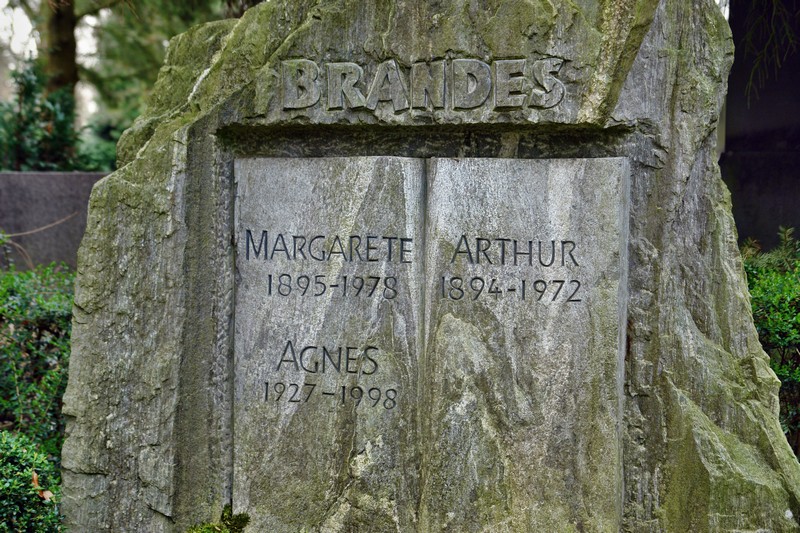 BRANDES
MARGARETE
1895-1978
AGNES
1927-1998
ARTHUR
1894-1972